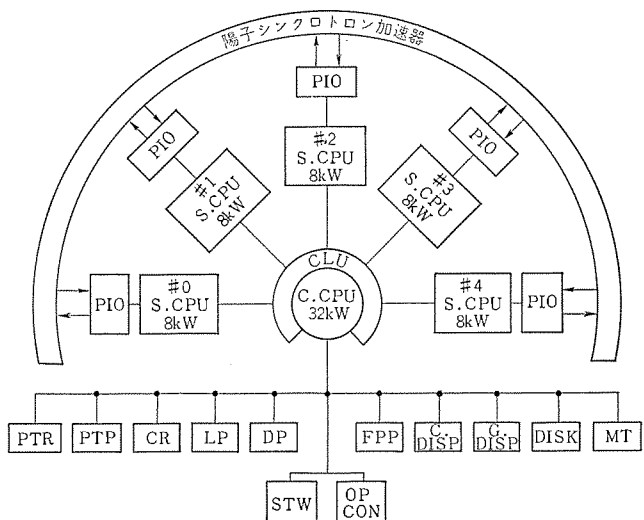 陽子シンクロトロン加速器
PIO
#2
S.CPU
8kW
PIO
#1
S.CPU
8kW
PIO
#3
S.CPU
8kW
PIO
#0
S.CPU
8kW
CLU
C.CPU
32kW
#4
S.CPU
8kW
PIO
PTR
PTP
CR
LP
DP
FPP
C.
DISP
G.
DISP
DISK
MT
STW
OP
CON